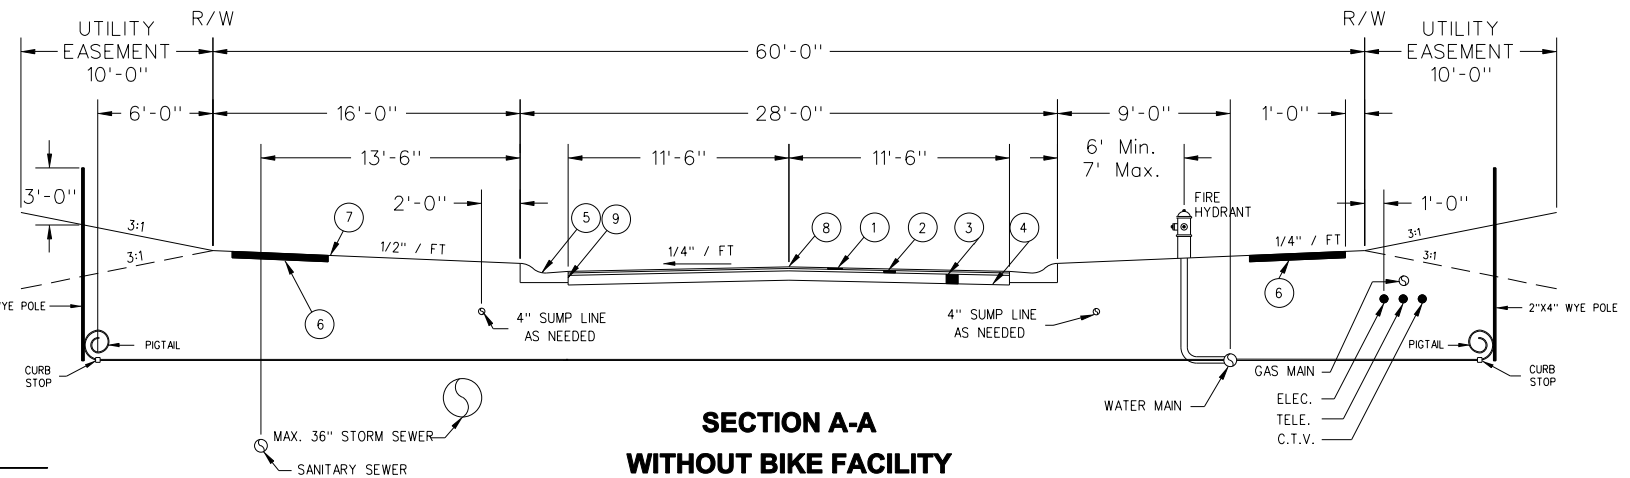 R/W
R/W
UTILITY
EASEMENT
10'-0"
60'-0"
UTILITY
EASEMENT
10'-0"
6'-0"
16'-0"
28'-0"
9'-0"
1'-0"
13'-6"
11'-6"
11'-6"
6' Min.
7' Max.
3'-0"
2'-0"
FIRE
HYDRANT
1'-0"
3:1
7
5
9
8
1
2
3
4
3:1
1/2" / FT
1/4" / FT
1/4" / FT
3:1
3:1
6
6
YE POLE
4" SUMP LINE
AS NEEDED
4" SUMP LINE
AS NEEDED
2"X4" WYE POLE
PIGTAIL
PIGTAIL
CURB
STOP
GAS MAIN
CURB
STOP
WATER MAIN
ELEC.
TELE.
C.T.V.
MAX. 36" STORM SEWER
SANITARY SEWER
SECTION A-A
WITHOUT BIKE FACILITY